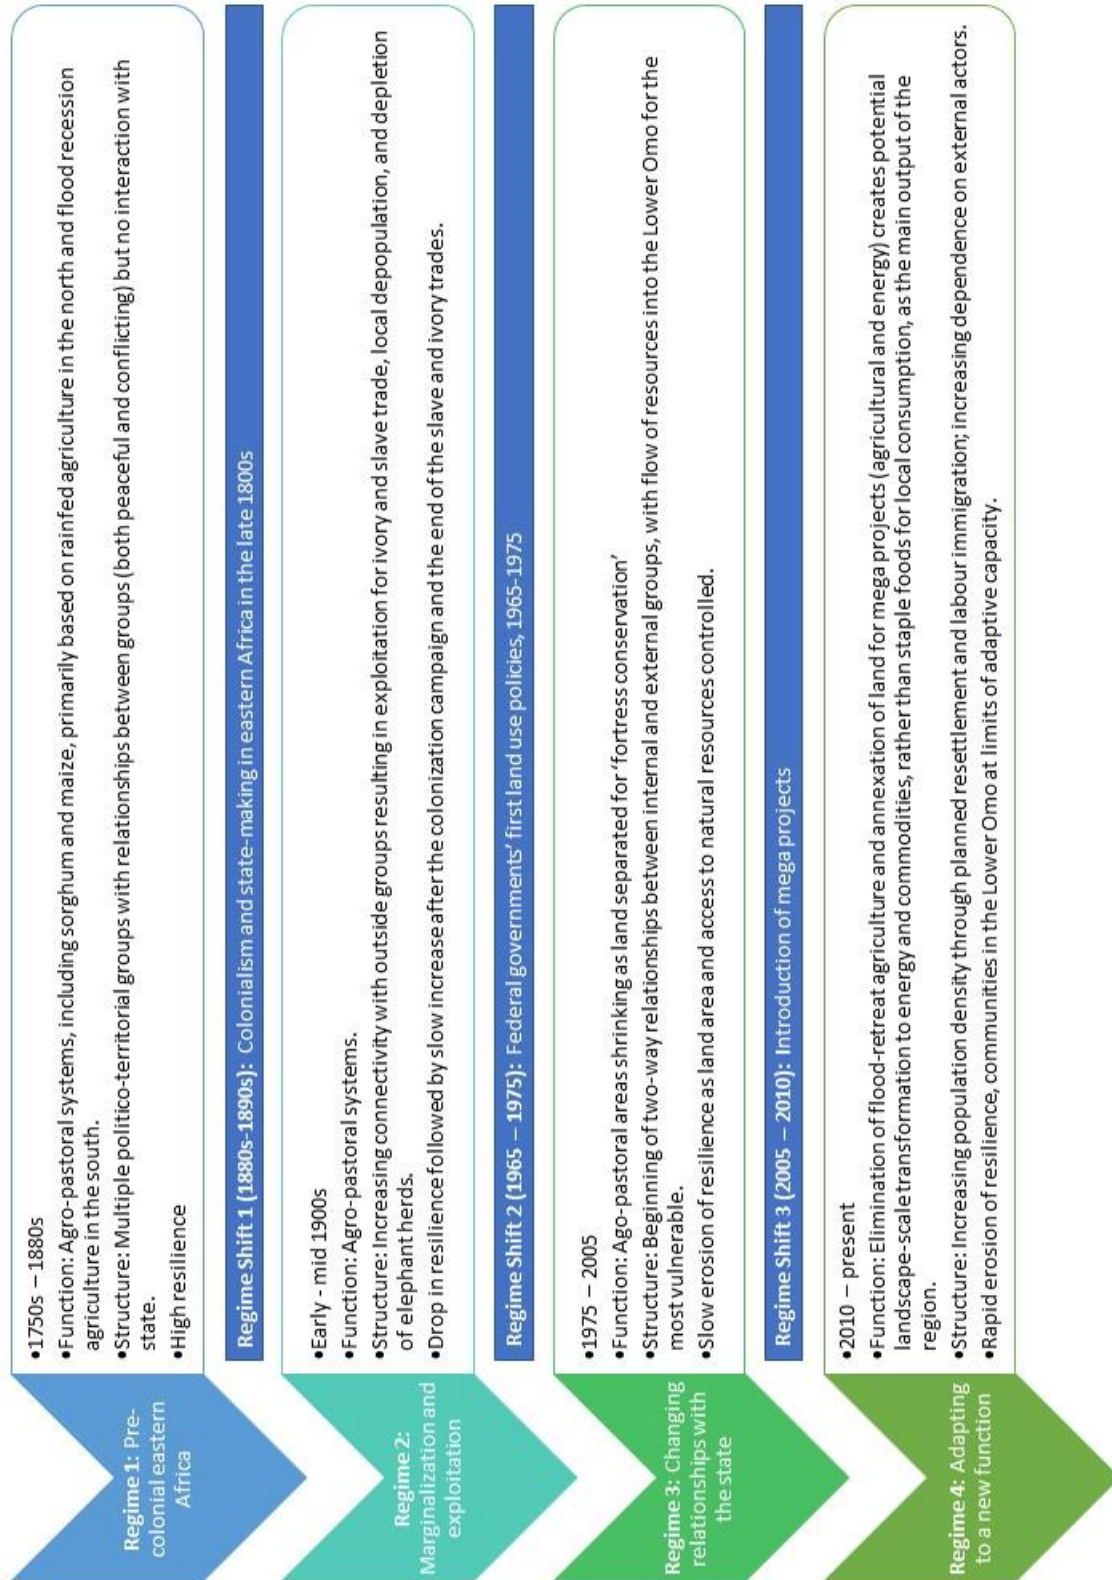 Regime 1: Pre-
colonial eastern
Africa
•1750s – 1880s
•Function: Agro-pastoral systems, including sorghum and maize, primarily based on rainfed agriculture in the north and flood recession
agriculture in the south.
•Structure: Multiple politico-territorial groups with relationships between groups (both peaceful and conflicting) but no interaction with
state.
•High resilience
Regime Shift 1 (1880s-1890s): Colonialism and state-making in eastern Africa in the late 1800s
Regime 2:
Marginalization and
exploitation
•Early - mid 1900s
•Function: Agro-pastoral systems.
•Structure: Increasing connectivity with outside groups resulting in exploitation for ivory and slave trade, local depopulation, and depletion
of elephant herds.
•Drop in resilience followed by slow increase after the colonization campaign and the end of the slave and ivory trades.
Regime Shift 2 (1965 – 1975): Federal governments’ first land use policies, 1965-1975
Regime 3: Changing
relationships with
the state
•1975 – 2005
•Function: Ago-pastoral areas shrinking as land separated for ‘fortress conservation’
•Structure: Beginning of two-way relationships between internal and external groups, with flow of resources into the Lower Omo for the
most vulnerable.
•Slow erosion of resilience as land area and access to natural resources controlled.
Regime Shift 3 (2005 – 2010): Introduction of mega projects
Regime 4: Adapting
to a new function
•2010 – present
•Function: Elimination of flood-retreat agriculture and annexation of land for mega projects (agricultural and energy) creates potential
landscape-scale transformation to energy and commodities, rather than staple foods for local consumption, as the main output of the
region.
•Structure: Increasing population density through planned resettlement and labour immigration; increasing dependence on external actors.
•Rapid erosion of resilience, communities in the Lower Omo at limits of adaptive capacity.